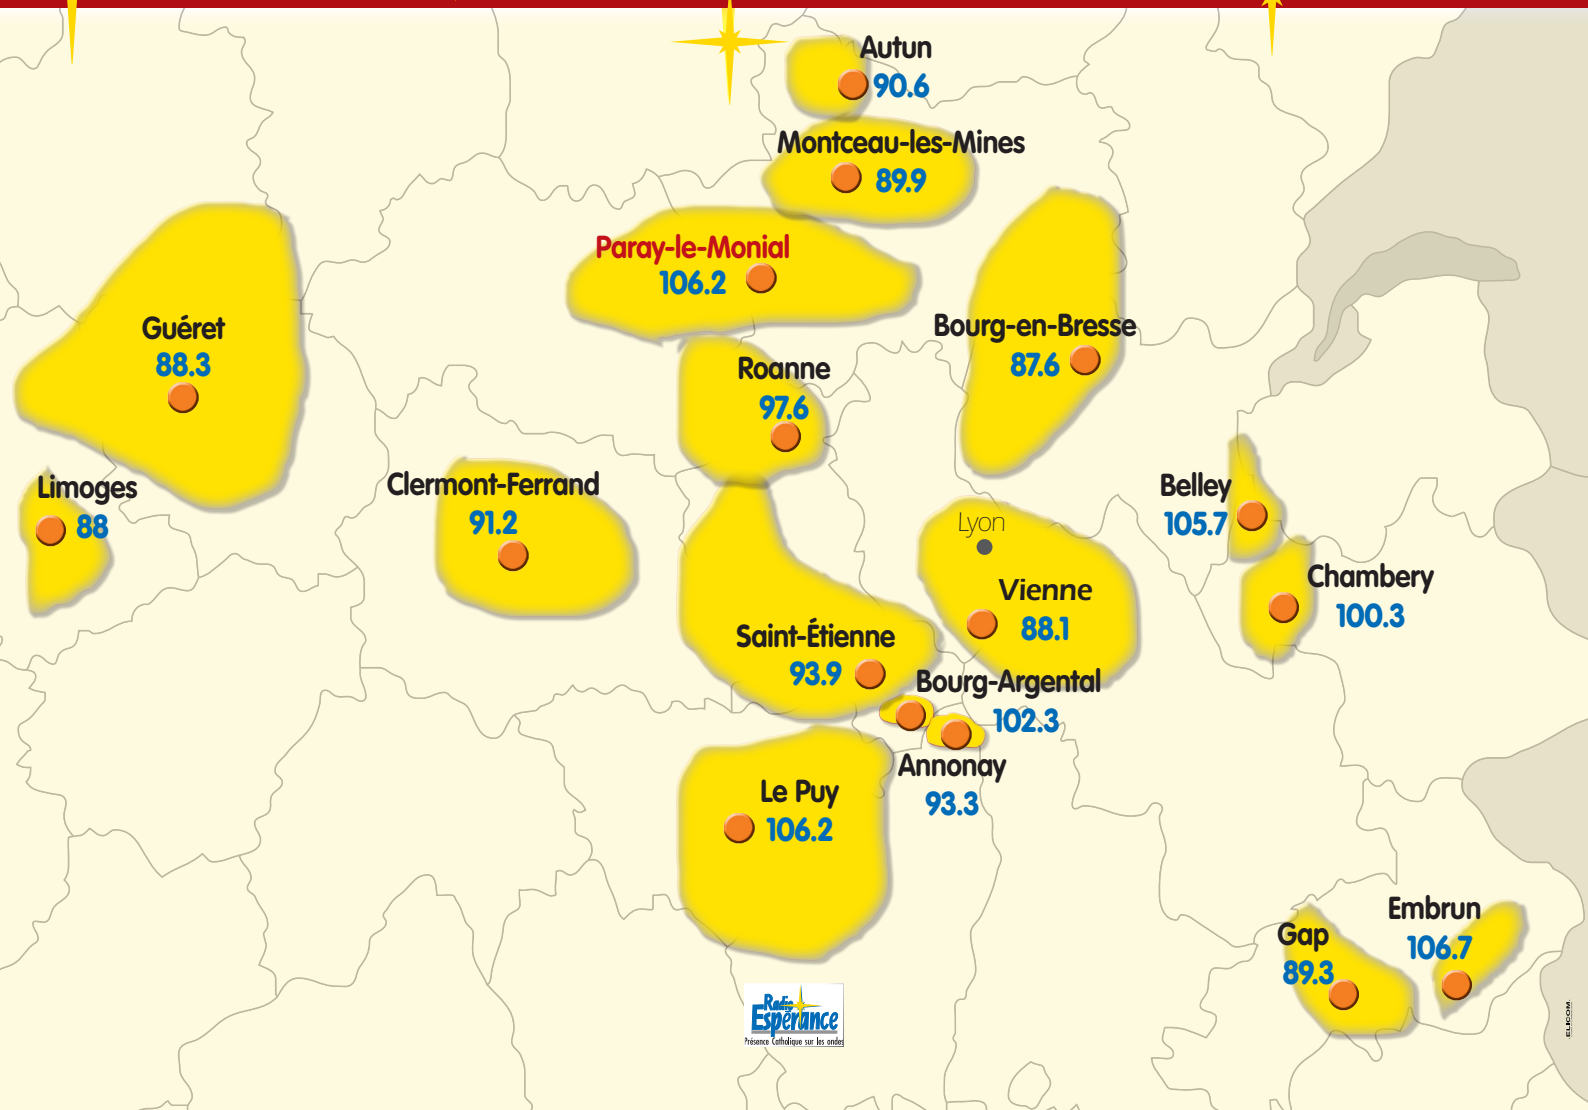 Autun
90.6
Montceau-les-Mines
89.9
Paray-le-Monial
106.2
Guéret
88.3
Bourg-en-Bresse
87.6
Roanne
97.6
Limoges
88
Clermont-Ferrand
91.2
Belley
105.7
Lyon
Vienne
88.1
Chambery
100.3
Saint-Étienne
93.9
Bourg-Argental
102.3
Annonay
93.3
Le Puy
106.2
Embrun
106.7
Gap
89.3
Radio
Espérance
Présence Catholique sur les ondes
ELICOM